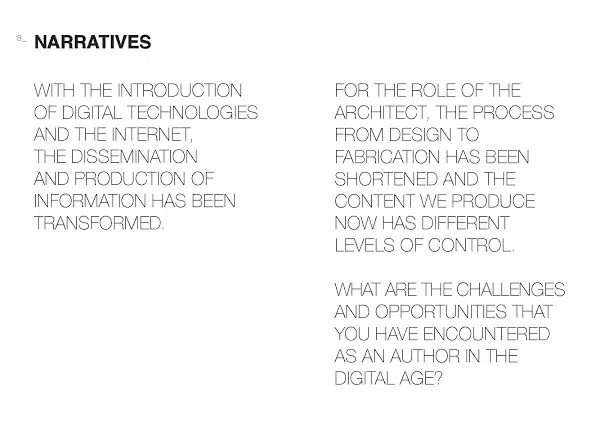 8_ NARRATIVES
WITH THE INTRODUCTION
OF DIGITAL TECHNOLOGIES
AND THE INTERNET,
THE DISSEMINATION
AND PRODUCTION OF
INFORMATION HAS BEEN
TRANSFORMED.
FOR THE ROLE OF THE
ARCHITECT, THE PROCESS
FROM DESIGN TO
FABRICATION HAS BEEN
SHORTENED AND THE
CONTENT WE PRODUCE
NOW HAS DIFFERENT
LEVELS OF CONTROL.
WHAT ARE THE CHALLENGES
AND OPPORTUNITIES THAT
YOU HAVE ENCOUNTERED
AS AN AUTHOR IN THE
DIGITAL AGE?